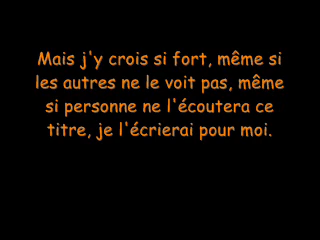 Mais j'y crois si fort, même si
les autres ne le voit pas, même
si personne ne l'écoutera ce
titre, je l'écrierai pour moi.